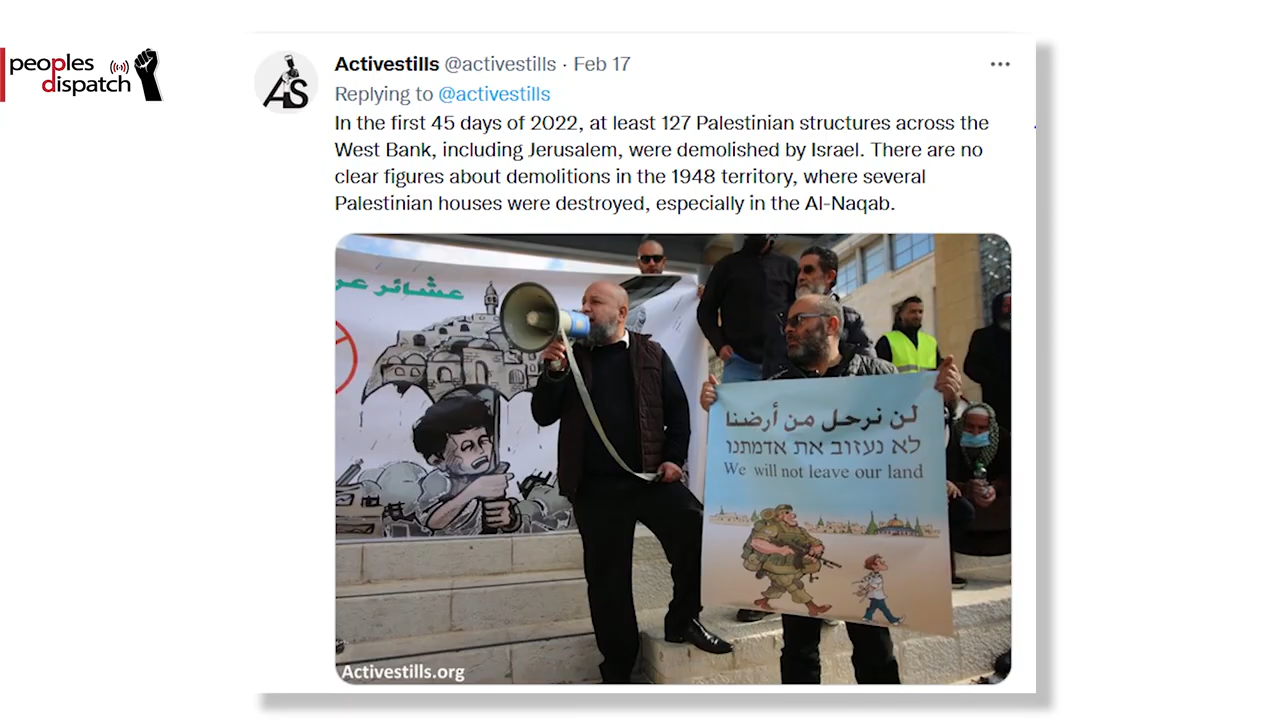 peoples
dispatch
Activestills @activestills · Feb 17
Replying to @activestills
In the first 45 days of 2022, at least 127 Palestinian structures across the
West Bank, including Jerusalem, were demolished by Israel. There are no
clear figures about demolitions in the 1948 territory, where several
Palestinian houses were destroyed, especially in the Al-Naqab.
AS
عشائر عر
لن نرحل من أرضنا
לא נעזוב את אדמתנו
We will not leave our land
Activestills.org